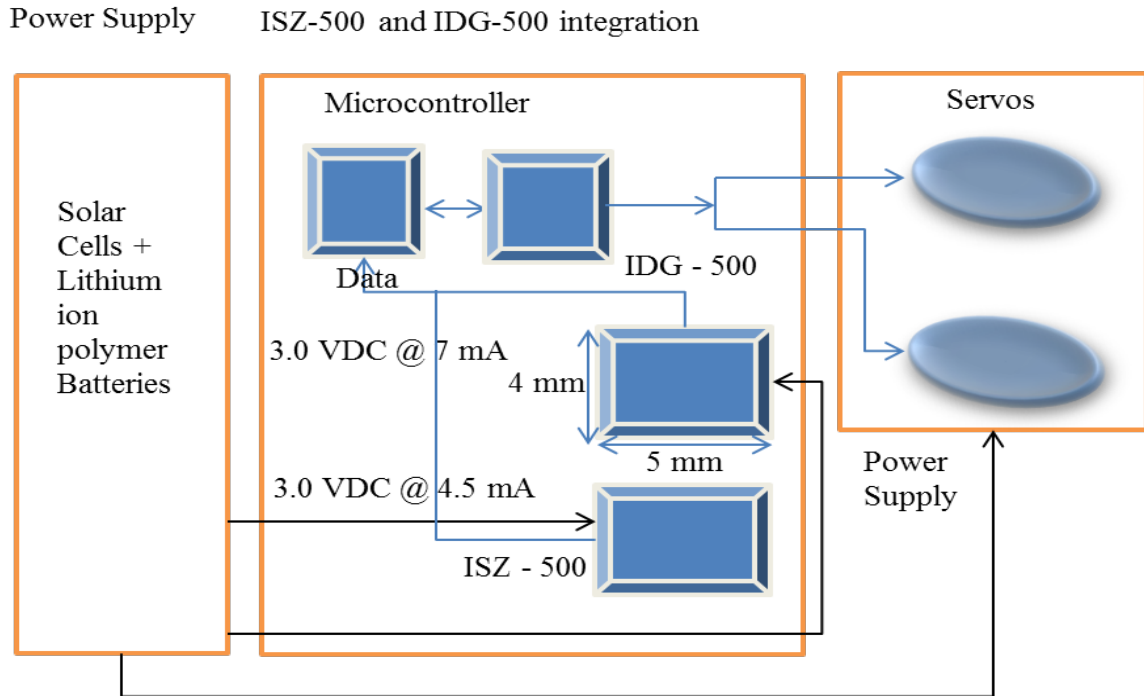 Power Supply
ISZ-500 and IDG-500 integration
Solar
Cells +
Lithium
ion
polymer
Batteries
Microcontroller
Data
IDG - 500
3.0 VDC @ 7 mA
4 mm
5 mm
3.0 VDC @ 4.5 mA
ISZ - 500
Servos
Power
Supply